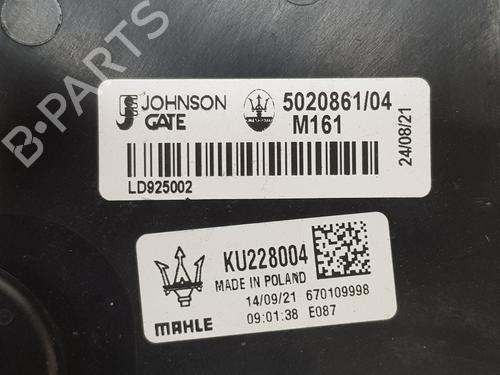 JOHNSON
GATE
5020861/04
M161
24/08/21
LD925002
KU228004
MADE IN POLAND
14/09/21 670109998
09:01:38 E087
MAHLE
B-PARTS